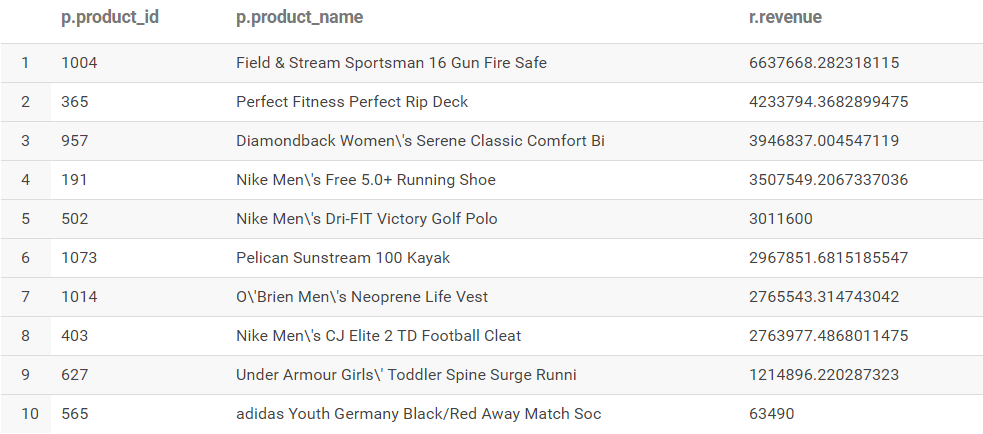 p.product_id p.product_name r.revenue
1 1004 Field & Stream Sportsman 16 Gun Fire Safe 6637668.282318115
2 365 Perfect Fitness Perfect Rip Deck 4233794.3682899475
3 957 Diamondback Women\'s Serene Classic Comfort Bi 3946837.004547119
4 191 Nike Men\'s Free 5.0+ Running Shoe 3507549.2067337036
5 502 Nike Men\'s Dri-FIT Victory Golf Polo 3011600
6 1073 Pelican Sunstream 100 Kayak 2967851.6815185547
7 1014 O\'Brien Men\'s Neoprene Life Vest 2765543.314743042
8 403 Nike Men\'s CJ Elite 2 TD Football Cleat 2763977.4868011475
9 627 Under Armour Girls\' Toddler Spine Surge Runni 1214896.220287323
10 565 adidas Youth Germany Black/Red Away Match Soc 63490